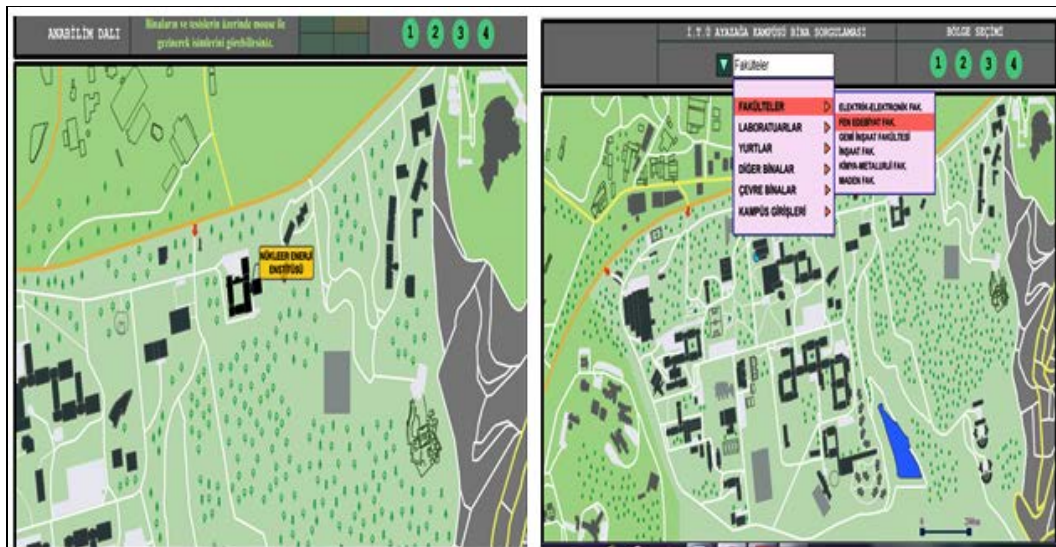 ANABİLİM DALI
Binaların ve tesislerin üzerinde mouse ile
gezinerek isimlerini görebilirsiniz.
1 2 3 4
NÜKLEER ENERJİ
ENSTİTÜSÜ
İ.T.Ü AYAZAĞA KAMPÜSÜ BİNA SORGULAMASI
BÖLGE SEÇİMİ
Fakülteler
1 2 3 4
FAKÜLTELER
LABORATUARLAR
YURTLAR
DİĞER BİNALAR
ÇEVRE BİNALAR
KAMPÜS GİRİŞLERİ
ELEKTRİK-ELEKTRONİK FAK.
FEN EDEBİYAT FAK.
GEMİ İNŞAAT FAKÜLTESİ
İNŞAAT FAK.
KİMYA-METALURJİ FAK.
MADEN FAK.
0